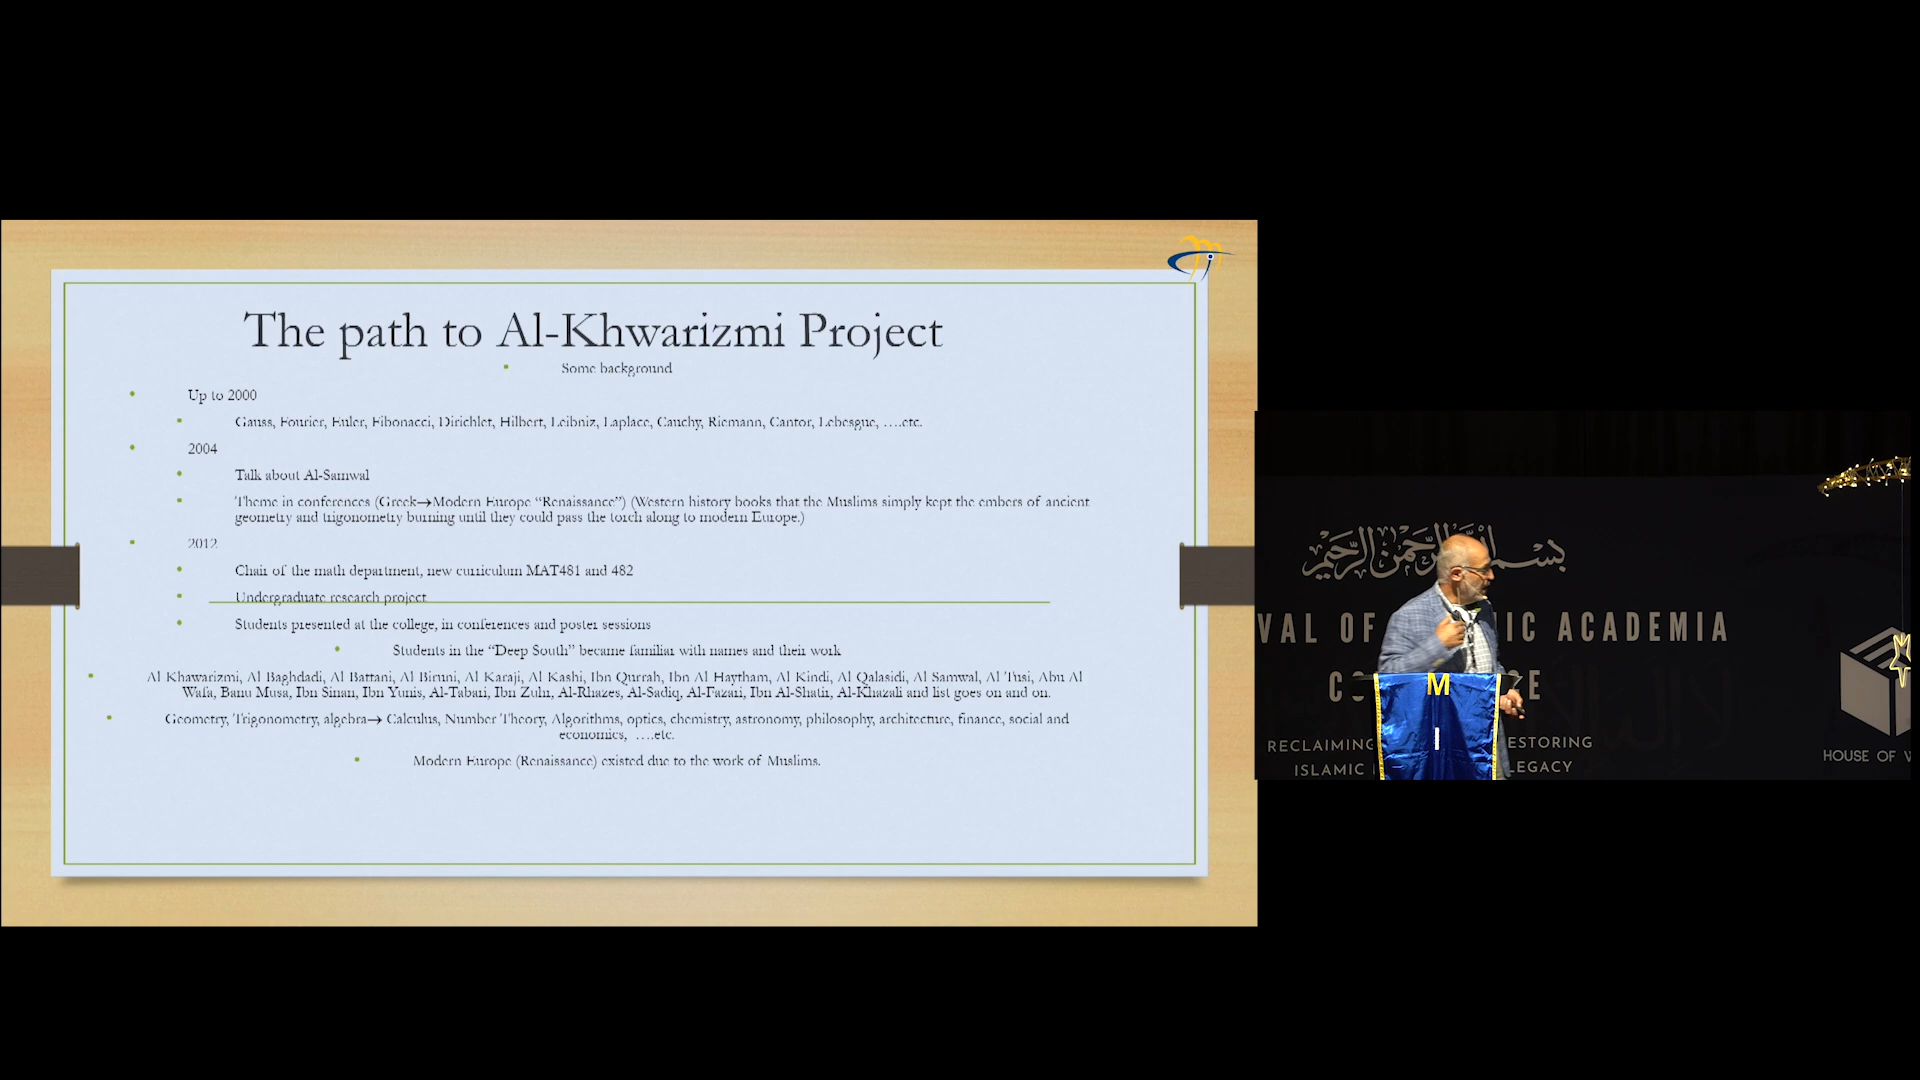 The path to Al-Khwarizmi Project
• Some background
• Up to 2000
• Gauss, Fourier, Euler, Fibonacci, Dirichlet, Hilbert, Leibniz, Laplace, Cauchy, Riemann, Cantor, Lebesgue, ….etc.
• 2004
• Talk about Al-Samwal
• Theme in conferences (Greek→Modern Europe “Renaissance”) (Western history books that the Muslims simply kept the embers of ancient
geometry and trigonometry burning until they could pass the torch along to modern Europe.)
• 2012
• Chair of the math department, new curriculum MAT481 and 482
• Undergraduate research project
• Students presented at the college, in conferences and poster sessions
• Students in the “Deep South” became familiar with names and their work
• Al Khawarizmi, Al Baghdadi, Al Battani, Al Biruni, Al Karaji, Al Kashi, Ibn Qurrah, Ibn Al Haytham, Al Kindi, Al Qalasidi, Al Samwal, Al Tusi, Abu Al
Wafa, Banu Musa, Ibn Sinan, Ibn Yunis, Al-Tabari, Ibn Zuhr, Al-Rhazes, Al-Sadiq, Al-Fazari, Ibn Al-Shatir, Al-Khazali and list goes on and on.
• Geometry, Trigonometry, algebra→ Calculus, Number Theory, Algorithms, optics, chemistry, astronomy, philosophy, architecture, finance, social and
economics, ….etc.
• Modern Europe (Renaissance) existed due to the work of Muslims.
بسم الله الرحمن الرحيم
VAL OF IC ACADEMIA
C E
RECLAIMING ESTORING
ISLAMIC LEGACY
M
I
HOUSE OF W